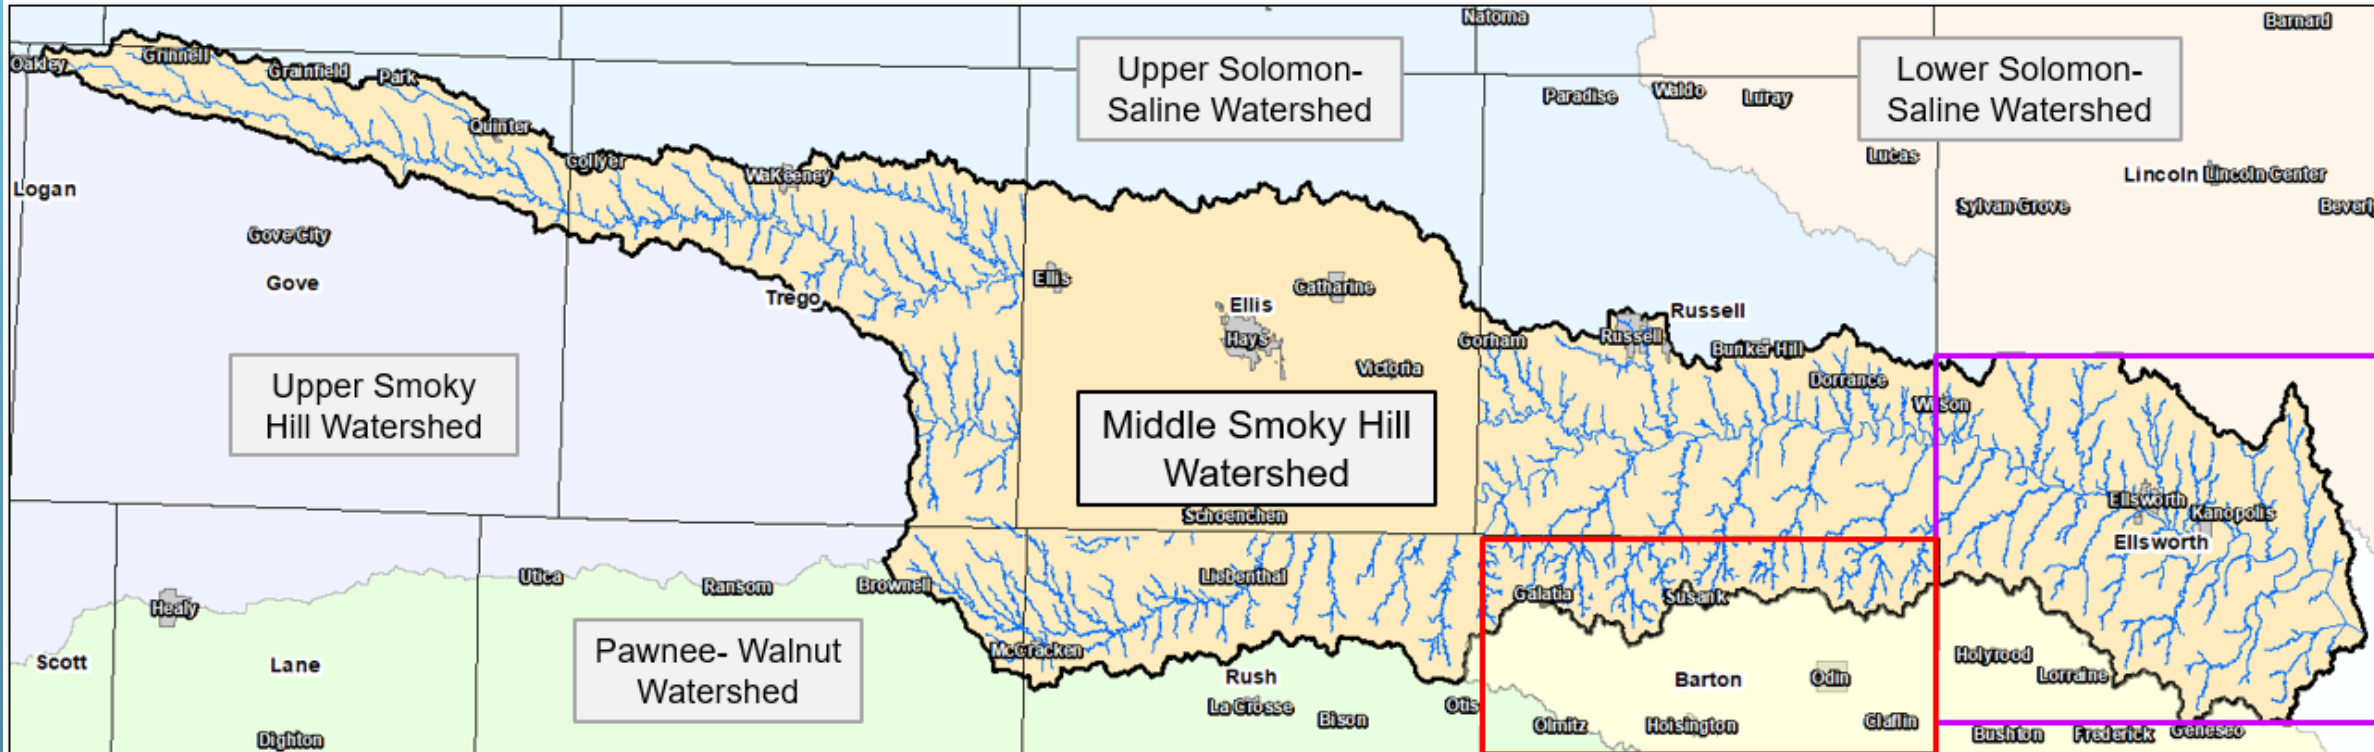 Natoma
Barnard
Oakley
Grinnell
Grainfield
Park
Upper Solomon-
Saline Watershed
Lower Solomon-
Saline Watershed
Paradise
Waldo
Luray
Quinter
Collyer
WaKeeney
Lucas
Logan
Lincoln
Lincoln Center
Sylvan Grove
Beverly
Gove City
Gove
Trego
Ellis
Catharine
Ellis
Hays
Victoria
Gorham
Russell
Russell
Bunker Hill
Dorrance
Wilson
Upper Smoky
Hill Watershed
Middle Smoky Hill
Watershed
Schoenchen
Ellsworth
Kanopolis
Ellsworth
Healy
Utica
Ransom
Brownell
Liebenthal
Galatia
Susank
Scott
Lane
Pawnee- Walnut
Watershed
McCracken
Rush
La Crosse
Bison
Otis
Barton
Odin
Holyrood
Lorraine
Olmitz
Hoisington
Claflin
Dighton
Bushton
Frederick
Geneseo